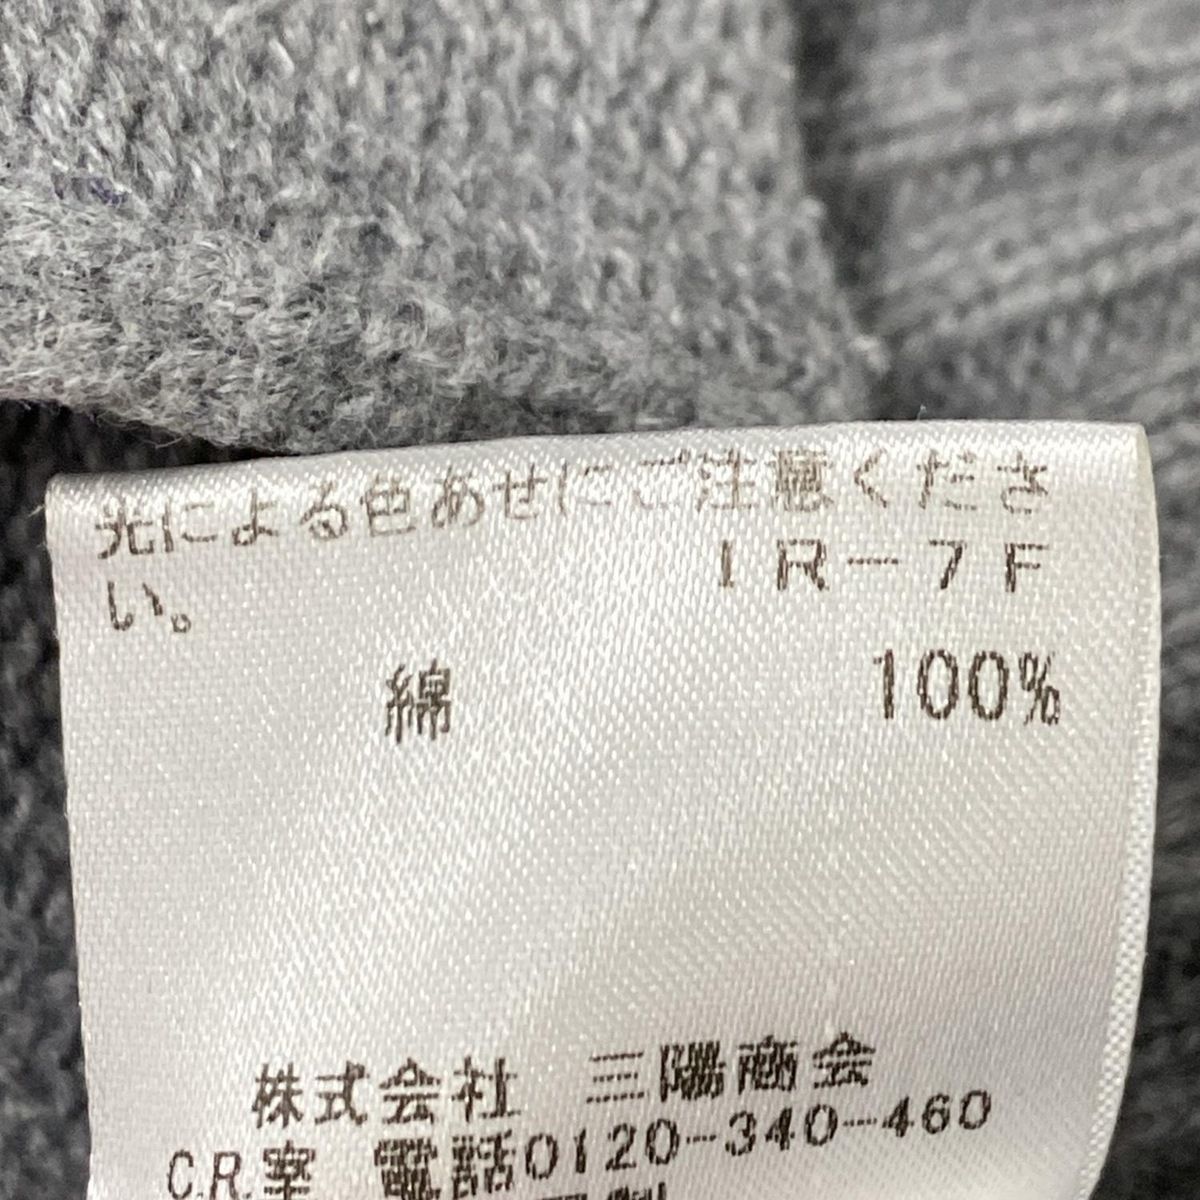 光による色あせにご注意くださ
い。
IR-7F
綿 100%
株式会社 三陽商会
C.R.室 電話0120-340-460